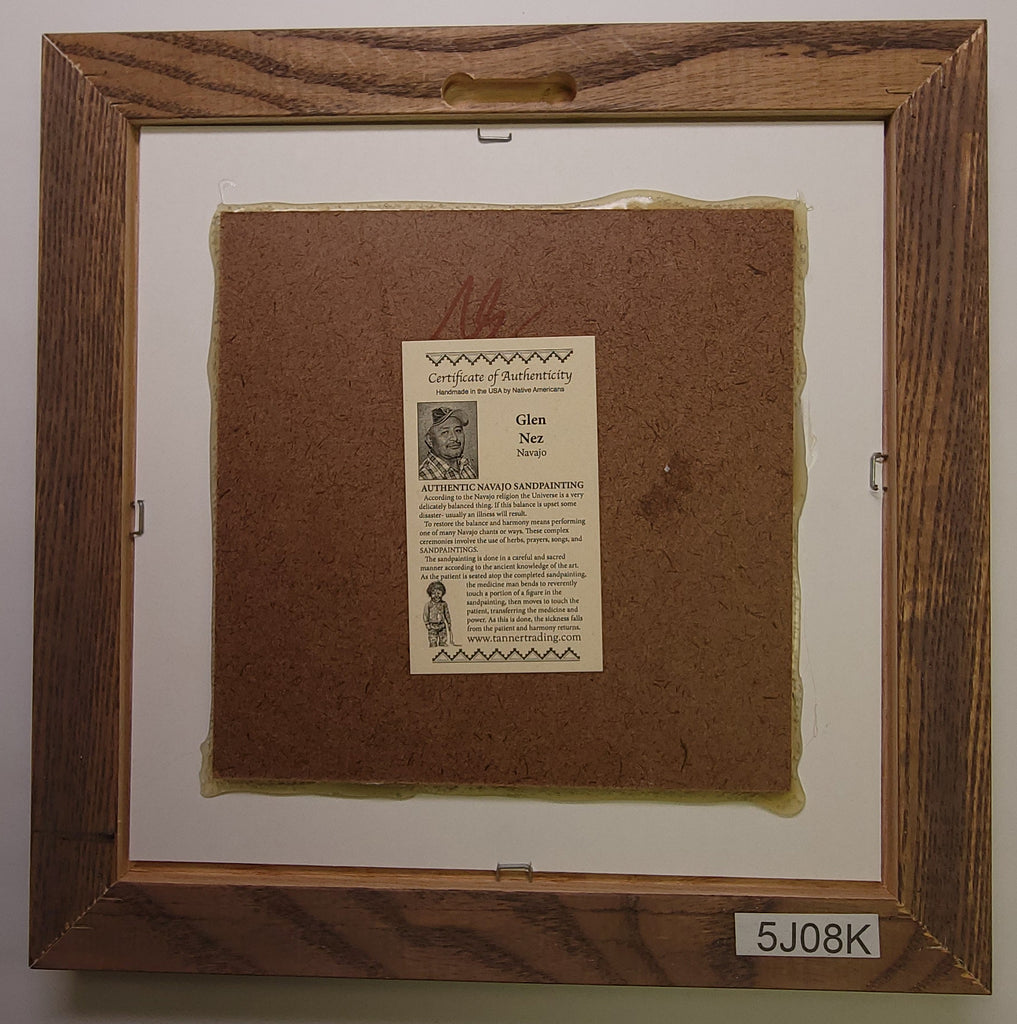 Certificate of Authenticity
Handmade in the USA by Native Americans
Glen
Nez
Navajo
AUTHENTIC NAVAJO SANDPAINTING
According to the Navajo religion the Universe is a very
delicately balanced thing. If this balance is upset some
disaster- usually an illness will result.
To restore the balance and harmony means performing
one of many Navajo chants or ways. These complex
ceremonies involve the use of herbs, prayers, songs, and
SANDPAINTINGS.
The sandpainting is done in a careful and sacred
manner according to the ancient knowledge of the art.
As the patient is seated atop the completed sandpainting,
the medicine man bends to reverently
touch a portion of a figure in the
sandpainting, then moves to touch the
patient, transferring the medicine and
power. As this is done, the sickness falls
from the patient and harmony returns.
www.tannertrading.com
5J08K